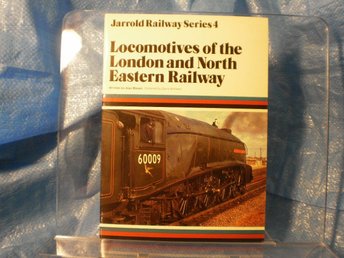 Jarrold Railway Series 4
Locomotives of the
London and North
Eastern Railway
60009